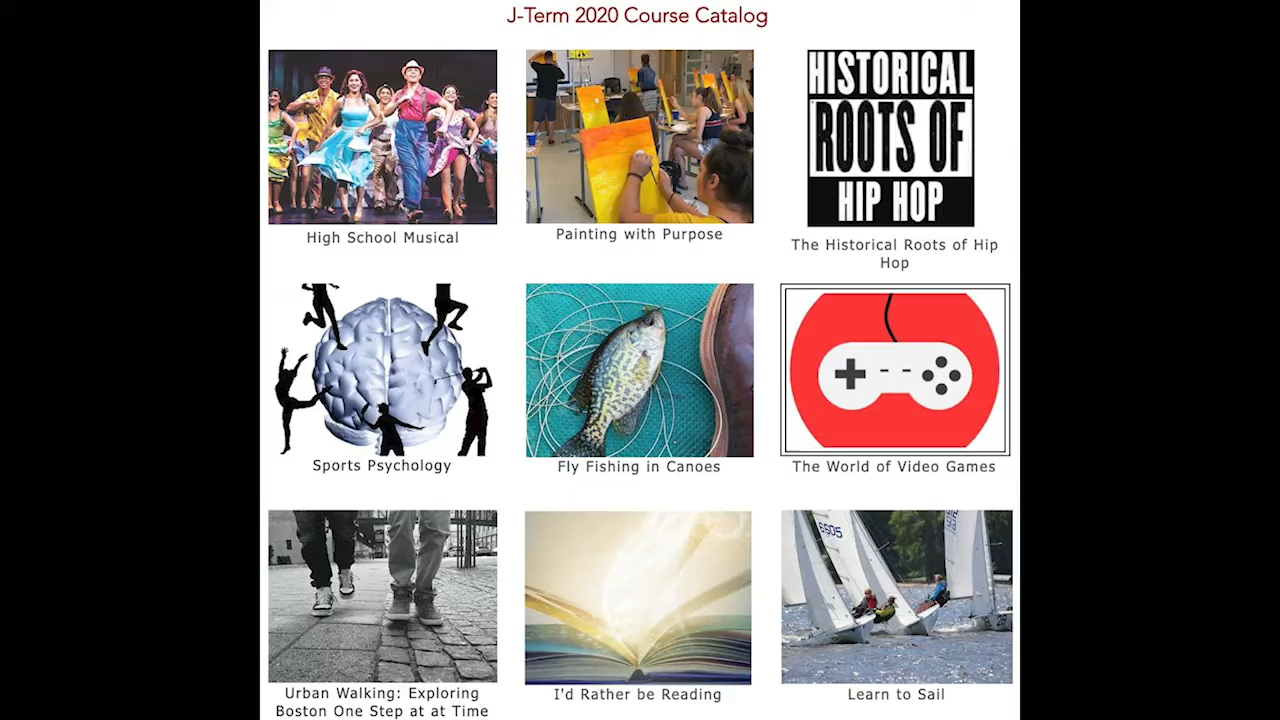 J-Term 2020 Course Catalog
HISTORICAL
ROOTS OF
HIP HOP
High School Musical
Painting with Purpose
The Historical Roots of Hip
Hop
Sports Psychology
Fly Fishing in Canoes
The World of Video Games
6605
Urban Walking: Exploring
Boston One Step at at Time
I'd Rather be Reading
Learn to Sail